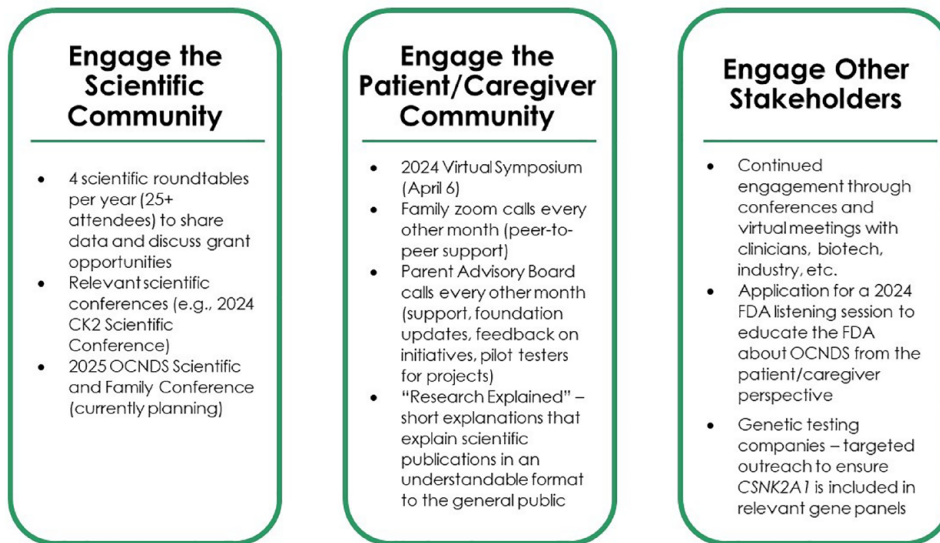 Engage the
Scientific
Community
• 4 scientific roundtables
per year (25+
attendees) to share
data and discuss grant
opportunities
• Relevant scientific
conferences (e.g., 2024
CK2 Scientific
Conference)
• 2025 OCNDS Scientific
and Family Conference
(currently planning)
Engage the
Patient/Caregiver
Community
• 2024 Virtual Symposium
(April 6)
• Family zoom calls every
other month (peer-to-
peer support)
• Parent Advisory Board
calls every other month
(support, foundation
updates, feedback on
initiatives, pilot testers
for projects)
• “Research Explained” –
short explanations that
explain scientific
publications in an
understandable format
to the general public
Engage Other
Stakeholders
• Continued
engagement through
conferences and
virtual meetings with
clinicians, biotech,
industry, etc.
• Application for a 2024
FDA listening session to
educate the FDA
about OCNDS from the
patient/caregiver
perspective
• Genetic testing
companies – targeted
outreach to ensure
CSNK2A1 is included in
relevant gene panels